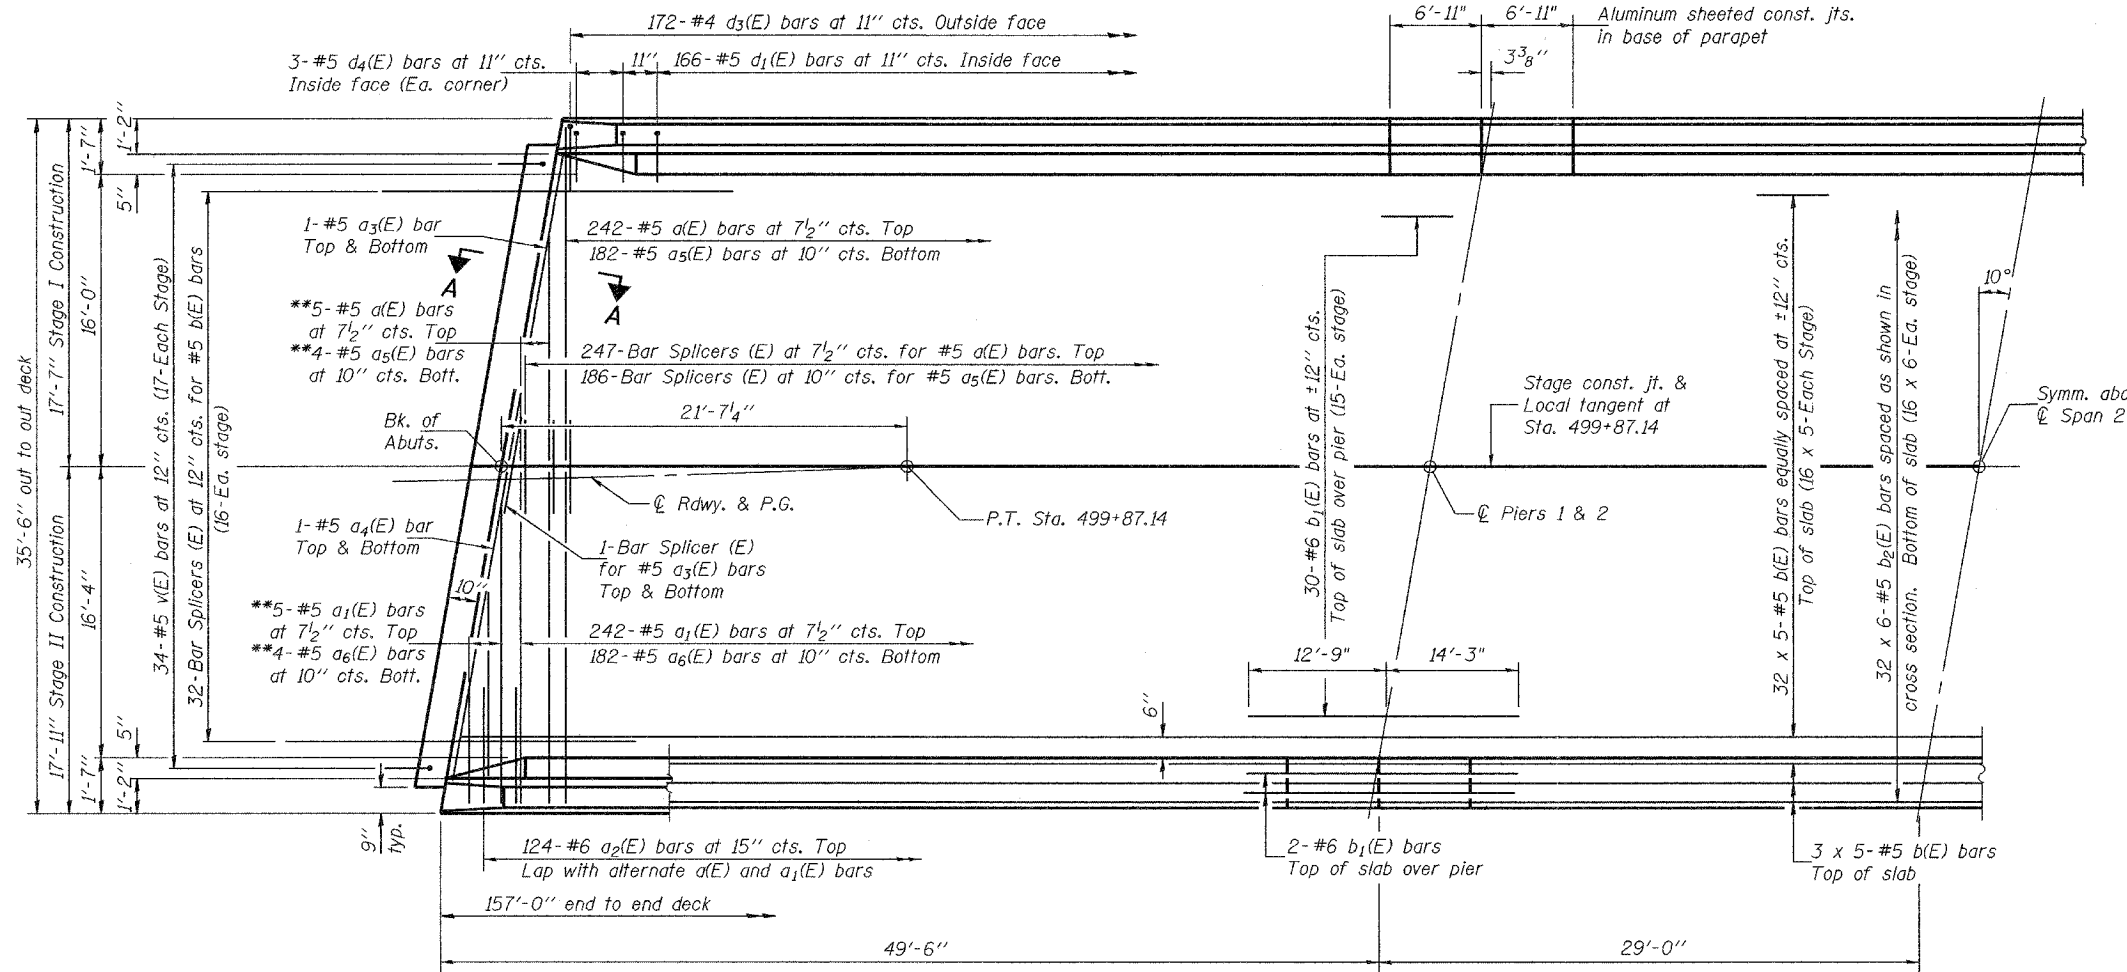 172-#4 d3(E) bars at 11" cts. Outside face
3-#5 d4(E) bars at 11" cts.
Inside face (Ea. corner)
11"
166-#5 d1(E) bars at 11" cts. Inside face
6'-11"
6'-11"
Aluminum sheeted const. jts.
in base of parapet
3 3/8"
35'-6" out to out deck
17'-7" Stage I Construction
17'-11" Stage II Construction
1'-7"
1'-2"
5"
16'-0"
16'-4"
5"
1'-7"
1'-2"
9"
typ.
34-#5 v(E) bars at 12" cts. (17-Each Stage)
32-Bar Splicers (E) at 12" cts. for #5 b(E) bars
(16-Ea. stage)
1-#5 a3(E) bar
Top & Bottom
A
A
242-#5 a(E) bars at 7 1/2" cts. Top
182-#5 a5(E) bars at 10" cts. Bottom
**5-#5 a(E) bars
at 7 1/2" cts. Top
**4-#5 a5(E) bars
at 10" cts. Bott.
247-Bar Splicers (E) at 7 1/2" cts. for #5 a(E) bars. Top
186-Bar Splicers (E) at 10" cts. for #5 a5(E) bars. Bott.
Bk. of
Abuts.
21'-7 1/4"
℄ Rdwy. & P.G.
P.T. Sta. 499+87.14
Stage const. jt. &
Local tangent at
Sta. 499+87.14
℄ Piers 1 & 2
10°
Symm. abo
℄ Span 2
1-#5 a4(E) bar
Top & Bottom
1-Bar Splicer (E)
for #5 a3(E) bars
Top & Bottom
10"
**5-#5 a1(E) bars
at 7 1/2" cts. Top
**4-#5 a6(E) bars
at 10" cts. Bott.
242-#5 a1(E) bars at 7 1/2" cts. Top
182-#5 a6(E) bars at 10" cts. Bottom
30-#6 b1(E) bars at ±12" cts.
Top of slab over pier (15-Ea. stage)
32 x 5-#5 b(E) bars equally spaced at ±12" cts.
Top of slab (16 x 5-Each Stage)
32 x 6-#5 b2(E) bars spaced as shown in
cross section. Bottom of slab (16 x 6-Ea. stage)
12'-9"
14'-3"
6"
124-#6 a2(E) bars at 15" cts. Top
Lap with alternate a(E) and a1(E) bars
2-#6 b1(E) bars
Top of slab over pier
3 x 5-#5 b(E) bars
Top of slab
157'-0" end to end deck
49'-6"
29'-0"